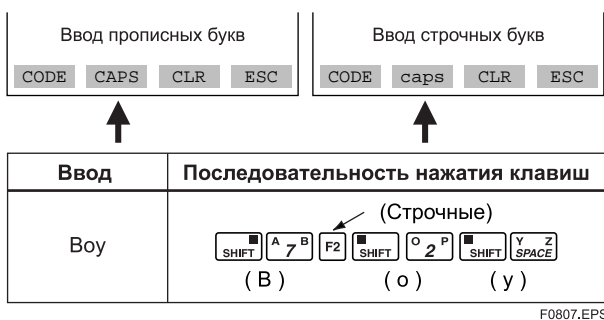 Ввод прописных букв
CODE CAPS CLR ESC
Ввод строчных букв
CODE caps CLR ESC
Ввод Последовательность нажатия клавиш
(Строчные)
Boy SHIFT A 7 B F2 SHIFT O 2 P SHIFT Y Z SPACE
( B ) ( o ) ( y )
F0807.EPS